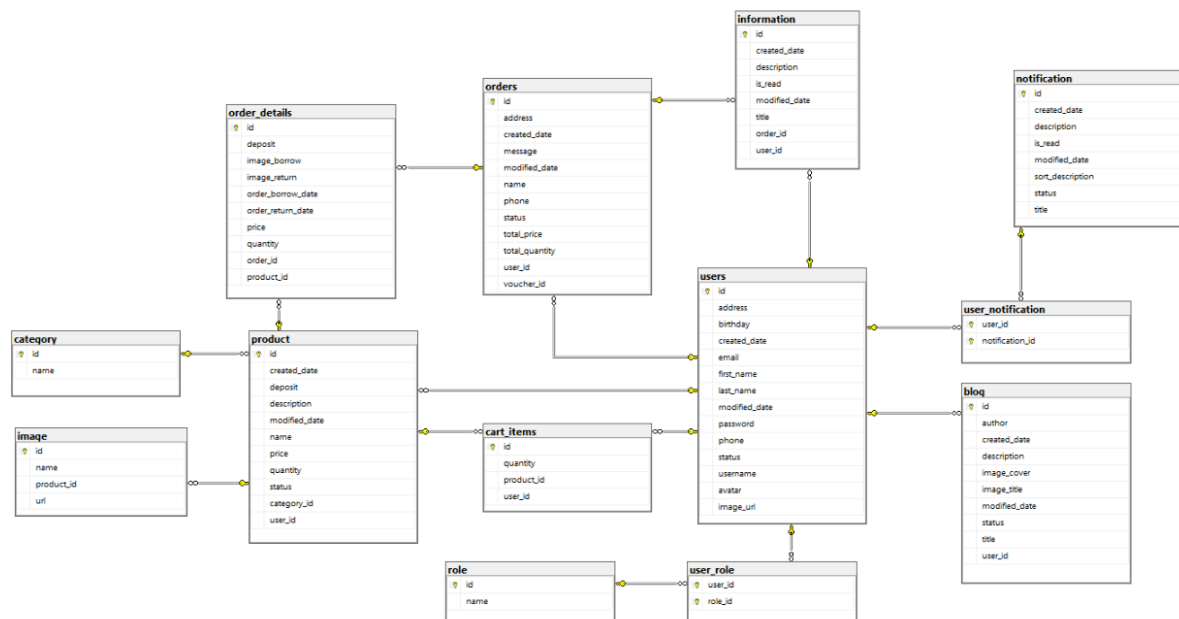 information
id
created_date
description
is_read
modified_date
title
order_id
user_id
notification
id
created_date
description
is_read
modified_date
sort_description
status
title
orders
id
address
created_date
message
modified_date
name
phone
status
total_price
total_quantity
user_id
voucher_id
order_details
id
deposit
image_borrow
image_return
order_borrow_date
order_return_date
price
quantity
order_id
product_id
users
id
address
birthday
created_date
email
first_name
last_name
modified_date
password
phone
status
username
avatar
image_url
user_notification
user_id
notification_id
category
id
name
product
id
created_date
deposit
description
modified_date
name
price
quantity
status
category_id
user_id
blog
id
author
created_date
description
image_cover
image_title
modified_date
status
title
user_id
image
id
name
product_id
url
cart_items
id
quantity
product_id
user_id
role
id
name
user_role
user_id
role_id